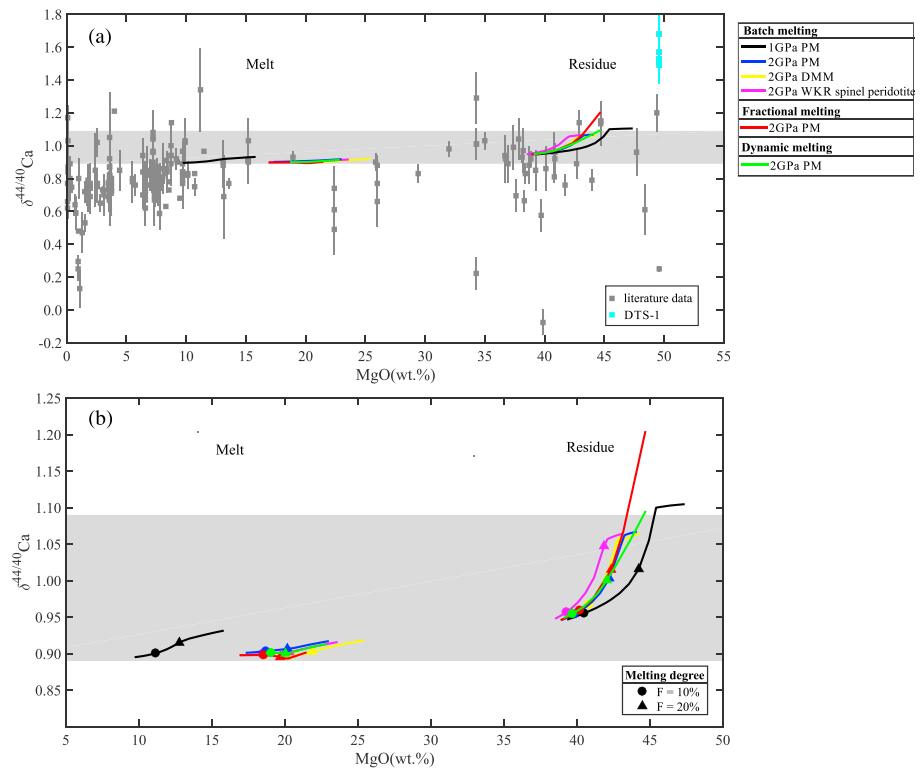 (a)
Melt
Residue
1.8
1.6
1.4
1.2
1.0
0.8
0.6
0.4
0.2
0.0
-0.2
δ44/40Ca
literature data
DTS-1
0 5 10 15 20 25 30 35 40 45 50 55
MgO(wt.%)
Batch melting
1GPa PM
2GPa PM
2GPa DMM
2GPa WKR spinel peridotite
Fractional melting
2GPa PM
Dynamic melting
2GPa PM
(b)
Melt
Residue
1.25
1.20
1.15
1.10
1.05
1.00
0.95
0.90
0.85
δ44/40Ca
Melting degree
F = 10%
F = 20%
5 10 15 20 25 30 35 40 45 50
MgO(wt.%)